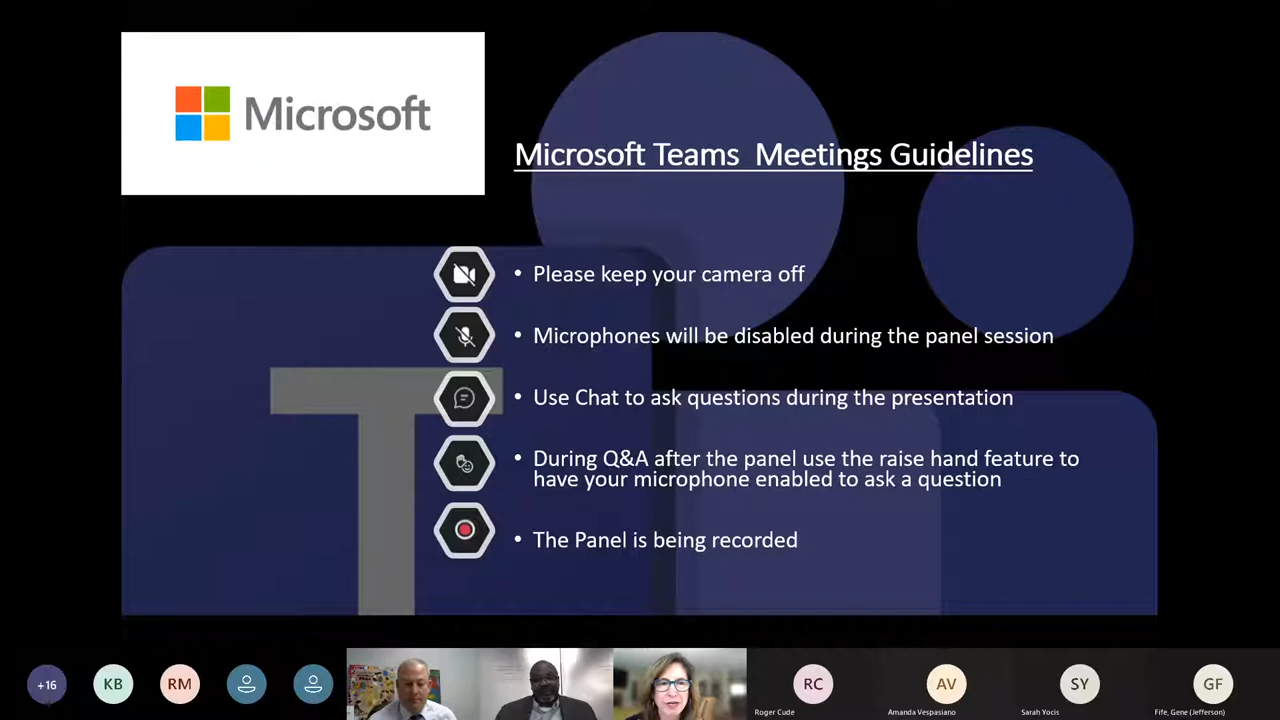 Microsoft
Microsoft Teams  Meetings Guidelines
• Please keep your camera off
• Microphones will be disabled during the panel session
• Use Chat to ask questions during the presentation
• During Q&A after the panel use the raise hand feature to
have your microphone enabled to ask a question
• The Panel is being recorded
+16
KB
RM
RC
AV
SY
GF
Roger Cude
Amanda Vespasiano
Sarah Yocis
Fife, Gene (Jefferson)